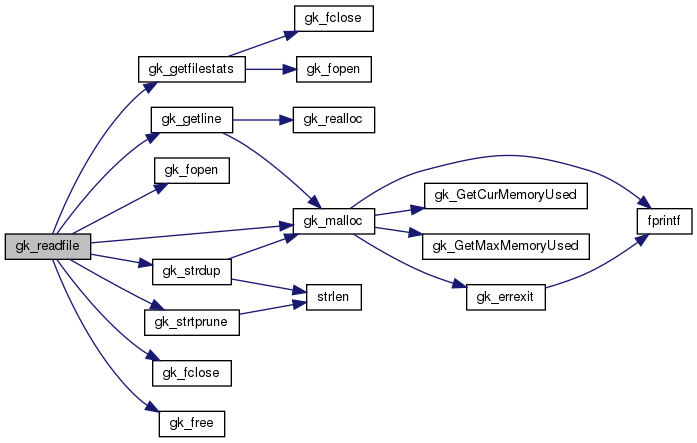 gk_fclose
gk_getfilestats
gk_fopen
gk_getline
gk_realloc
gk_fopen
gk_GetCurMemoryUsed
gk_malloc
fprintf
gk_readfile
gk_GetMaxMemoryUsed
gk_strdup
strlen
gk_errexit
gk_strtprune
gk_fclose
gk_free